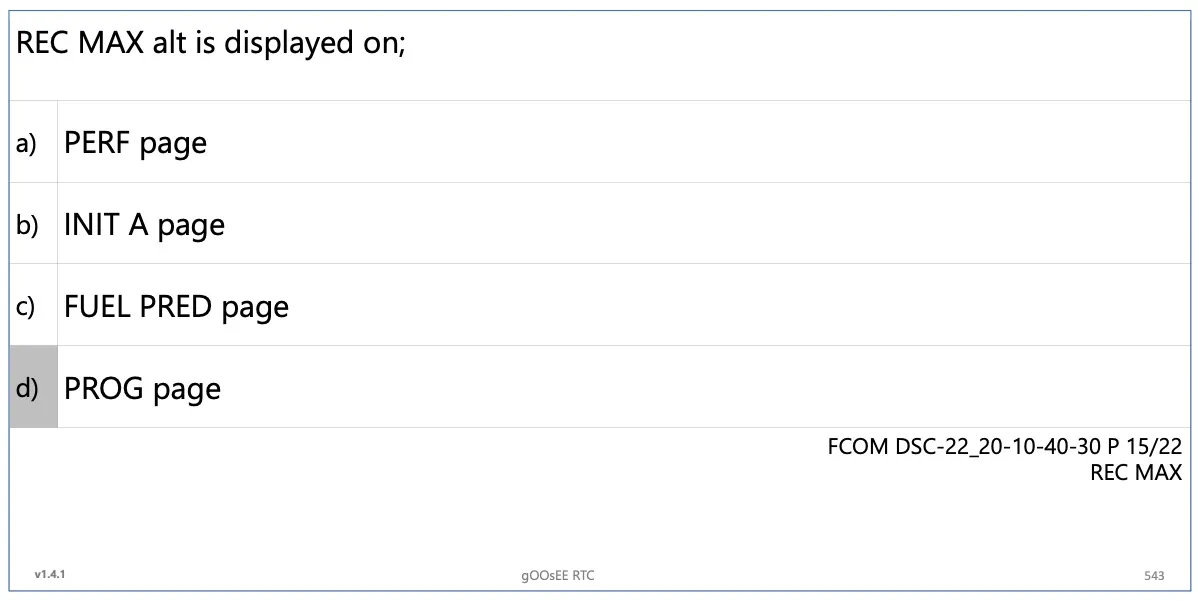 REC MAX alt is displayed on;
a) PERF page
b) INIT A page
c) FUEL PRED page
d) PROG page
FCOM DSC-22_20-10-40-30 P 15/22
REC MAX
v1.4.1 gOOsEE RTC 543